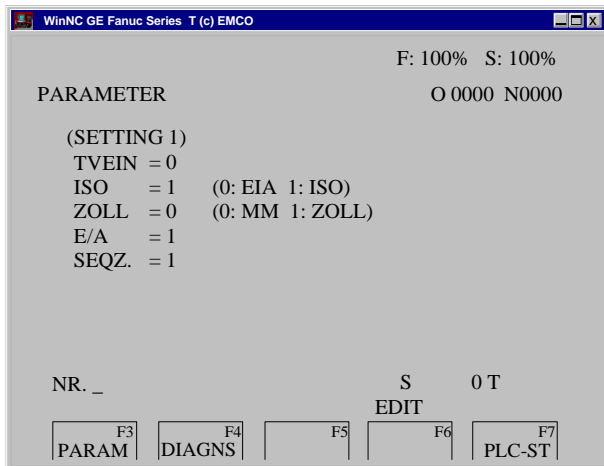 WinNC GE Fanuc Series T (c) EMCO
F: 100% S: 100%
PARAMETER O 0000 N0000
(SETTING 1)
TVEIN = 0
ISO = 1 (0: EIA 1: ISO)
ZOLL = 0 (0: MM 1: ZOLL)
E/A = 1
SEQZ. = 1
NR. _ S 0 T
EDIT
F3 F4 F5 F6 F7
PARAM DIAGNS PLC-ST